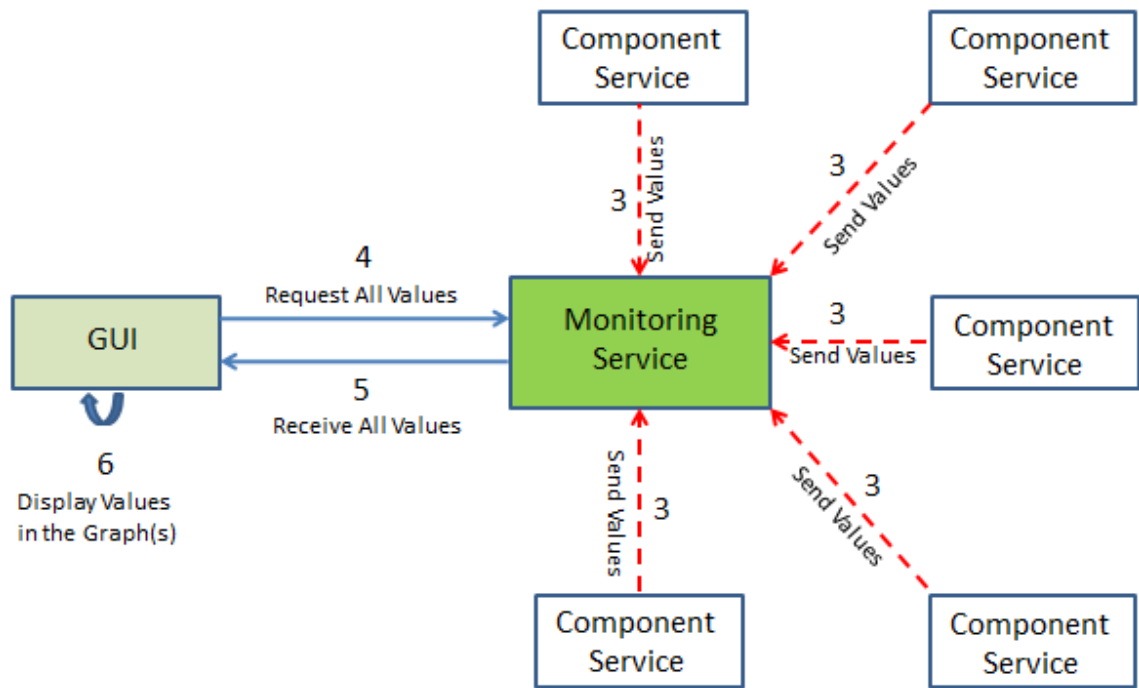 Component
Service
Component
Service
3
Send Values
3
Send Values
4
Request All Values
GUI
Monitoring
Service
3
Send Values
Component
Service
5
Receive All Values
6
Display Values
in the Graph(s)
Send Values
3
3
Send Values
Component
Service
Component
Service